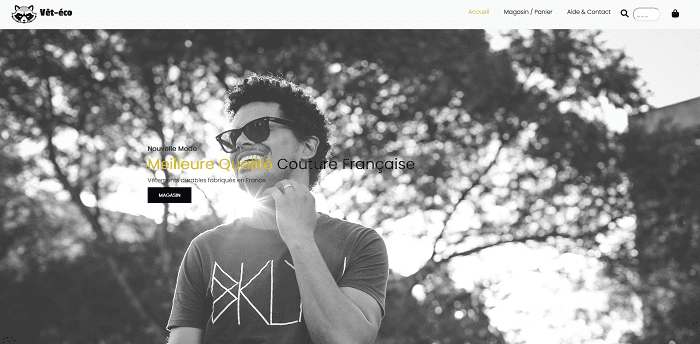 Vêt-éco
Accueil Magasin / Panier Aide & Contact
Nouvelle Mode
Meilleure Qualité Couture Française
Vêtements durables fabriqués en France
MAGASIN
BKLY